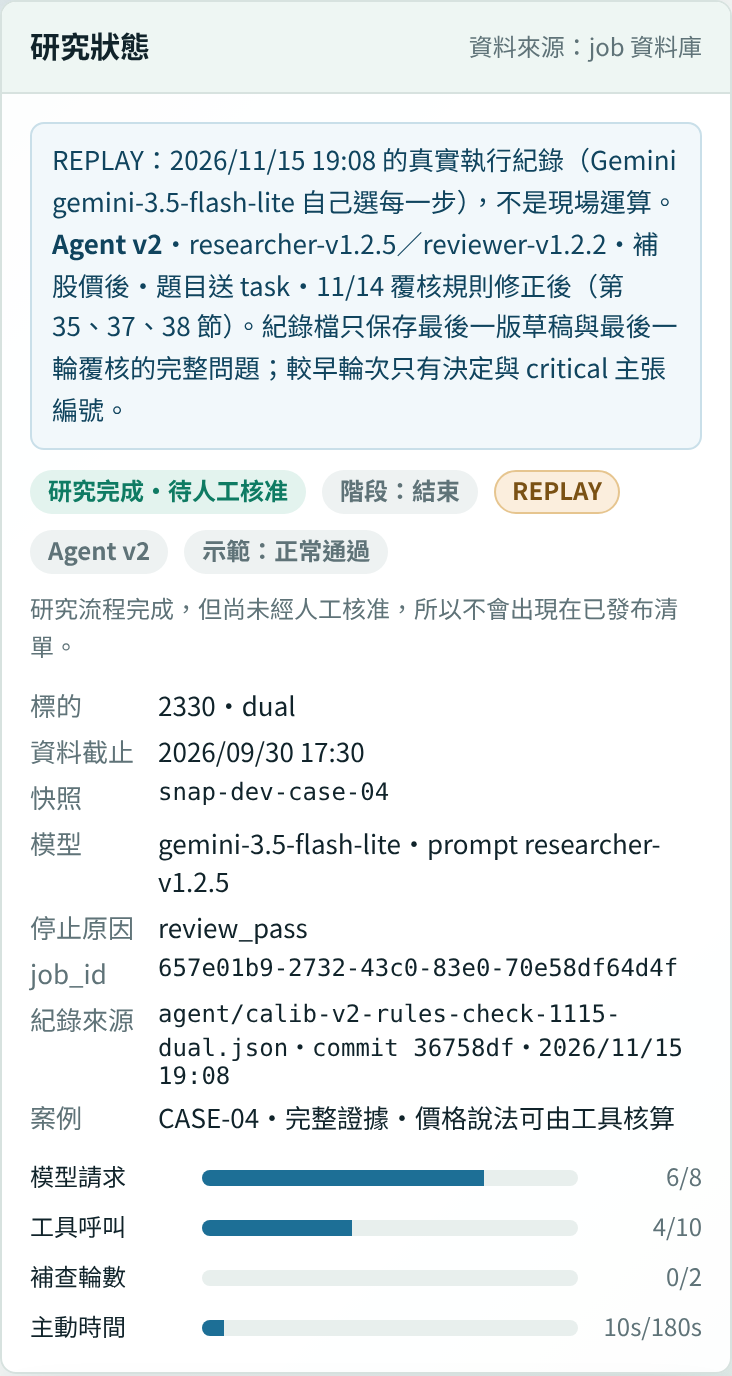 研究狀態
資料來源：job 資料庫
REPLAY：2026/11/15 19:08 的真實執行紀錄（Gemini
gemini-3.5-flash-lite 自己選每一步），不是現場運算。
Agent v2・researcher-v1.2.5／reviewer-v1.2.2・補
股價後・題目送 task・11/14 覆核規則修正後（第
35、37、38 節）。紀錄檔只保存最後一版草稿與最後一
輪覆核的完整問題；較早輪次只有決定與 critical 主張
編號。
研究完成・待人工核准
階段：結束
REPLAY
Agent v2
示範：正常通過
研究流程完成，但尚未經人工核准，所以不會出現在已發布清
單。
標的 2330・dual
資料截止 2026/09/30 17:30
快照 snap-dev-case-04
模型 gemini-3.5-flash-lite・prompt researcher-
v1.2.5
停止原因 review_pass
job_id 657e01b9-2732-43c0-83e0-70e58df64d4f
紀錄來源 agent/calib-v2-rules-check-1115-
dual.json・commit 36758df・2026/11/15
19:08
案例 CASE-04・完整證據・價格說法可由工具核算
模型請求 6/8
工具呼叫 4/10
補查輪數 0/2
主動時間 10s/180s